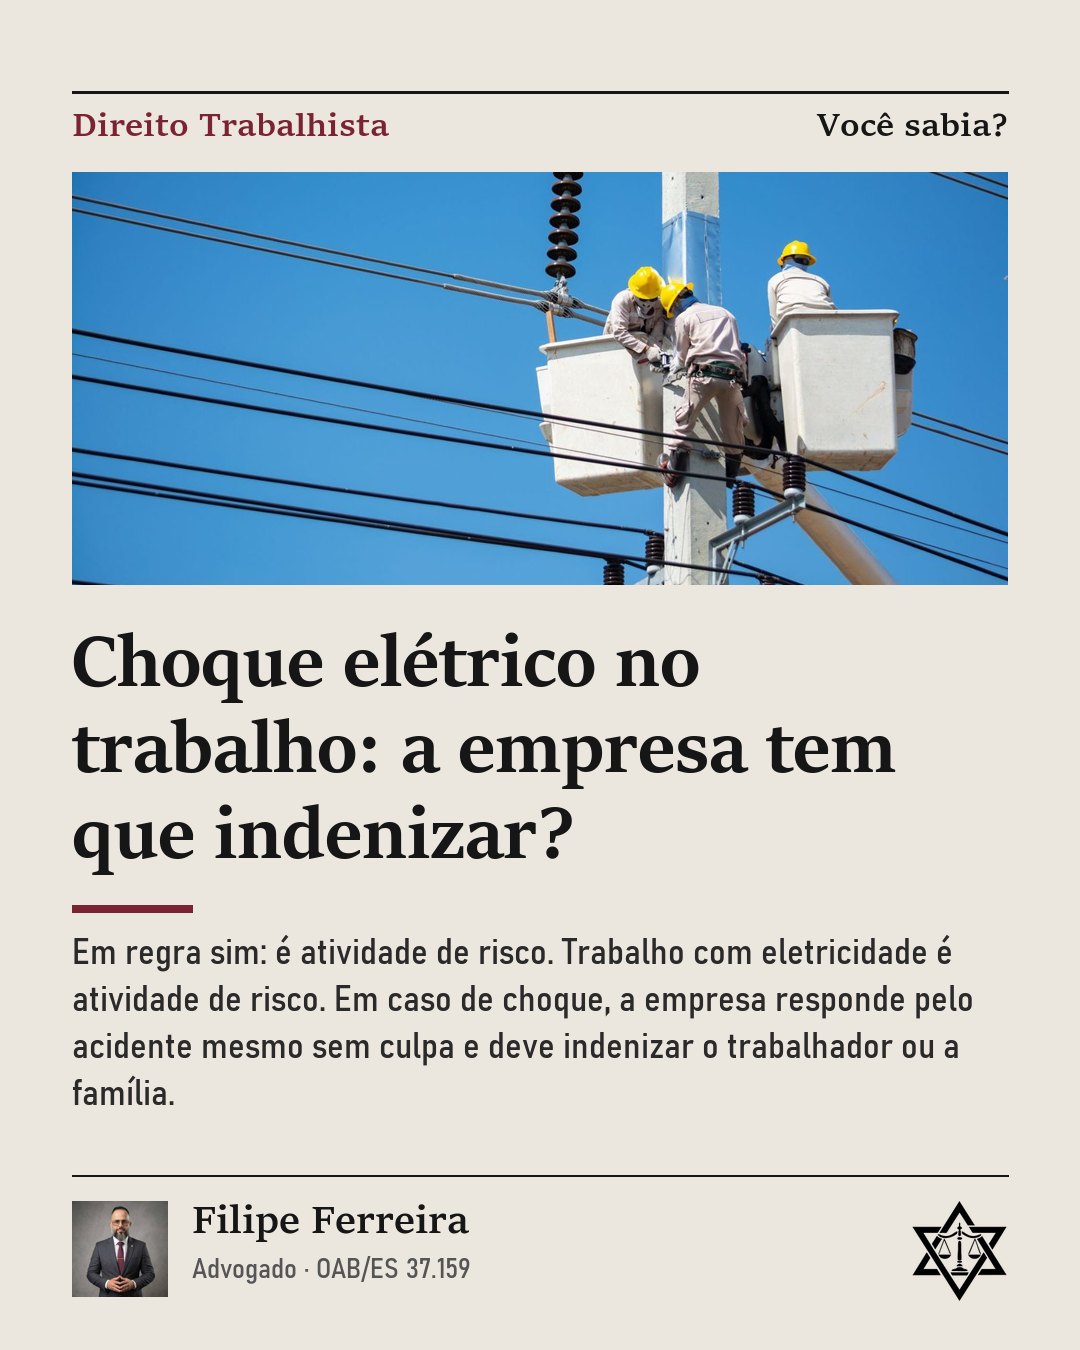 Direito Trabalhista
Você sabia?
Choque elétrico no
trabalho: a empresa tem
que indenizar?
Em regra sim: é atividade de risco. Trabalho com eletricidade é
atividade de risco. Em caso de choque, a empresa responde pelo
acidente mesmo sem culpa e deve indenizar o trabalhador ou a
família.
Filipe Ferreira
Advogado · OAB/ES 37.159